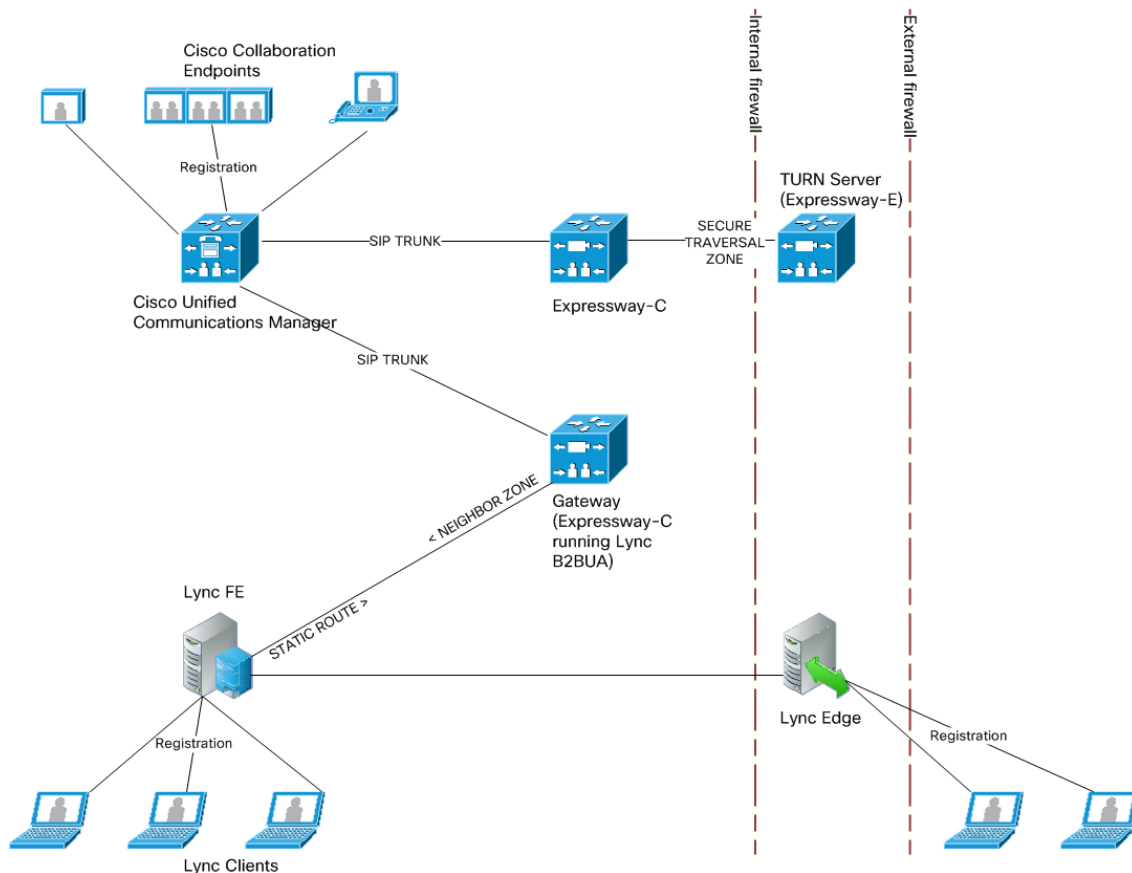 Cisco Collaboration
Endpoints
Internal firewall
External firewall
Registration
TURN Server
(Expressway-E)
SIP TRUNK
SECURE
TRAVERSAL
ZONE
Cisco Unified
Communications Manager
Expressway-C
SIP TRUNK
< NEIGHBOR ZONE
Gateway
(Expressway-C
running Lync
B2BUA)
Lync FE
STATIC ROUTE >
Lync Edge
Registration
Registration
Lync Clients